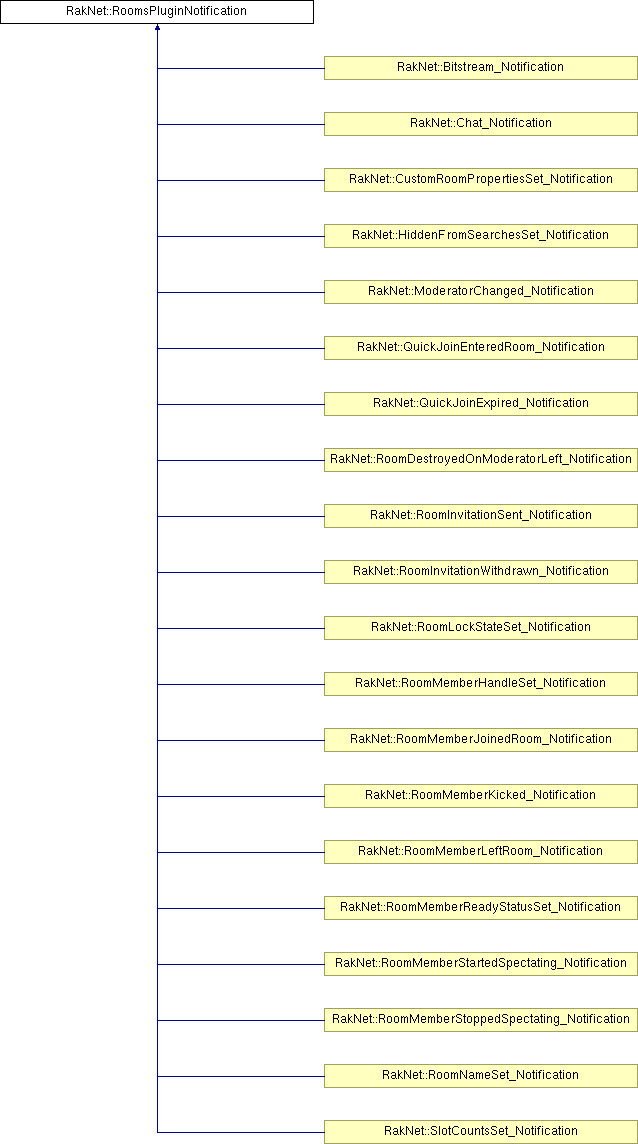 RakNet::RoomsPluginNotification
RakNet::Bitstream_Notification
RakNet::Chat_Notification
RakNet::CustomRoomPropertiesSet_Notification
RakNet::HiddenFromSearchesSet_Notification
RakNet::ModeratorChanged_Notification
RakNet::QuickJoinEnteredRoom_Notification
RakNet::QuickJoinExpired_Notification
RakNet::RoomDestroyedOnModeratorLeft_Notification
RakNet::RoomInvitationSent_Notification
RakNet::RoomInvitationWithdrawn_Notification
RakNet::RoomLockStateSet_Notification
RakNet::RoomMemberHandleSet_Notification
RakNet::RoomMemberJoinedRoom_Notification
RakNet::RoomMemberKicked_Notification
RakNet::RoomMemberLeftRoom_Notification
RakNet::RoomMemberReadyStatusSet_Notification
RakNet::RoomMemberStartedSpectating_Notification
RakNet::RoomMemberStoppedSpectating_Notification
RakNet::RoomNameSet_Notification
RakNet::SlotCountsSet_Notification